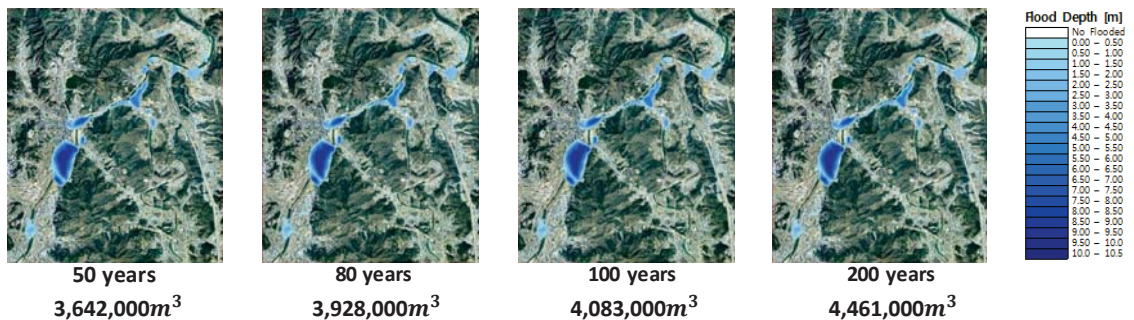 Flood Depth [m]
No Flooded
0.00 – 0.50
0.50 – 1.00
1.00 – 1.50
1.50 – 2.00
2.00 – 2.50
2.50 – 3.00
3.00 – 3.50
3.50 – 4.00
4.00 – 4.50
4.50 – 5.00
5.00 – 5.50
5.50 – 6.00
6.00 – 6.50
6.50 – 7.00
7.00 – 7.50
7.50 – 8.00
8.00 – 8.50
8.50 – 9.00
9.00 – 9.50
9.50 – 10.0
10.0 – 10.5
50 years
80 years
100 years
200 years
3,642,000m³
3,928,000m³
4,083,000m³
4,461,000m³